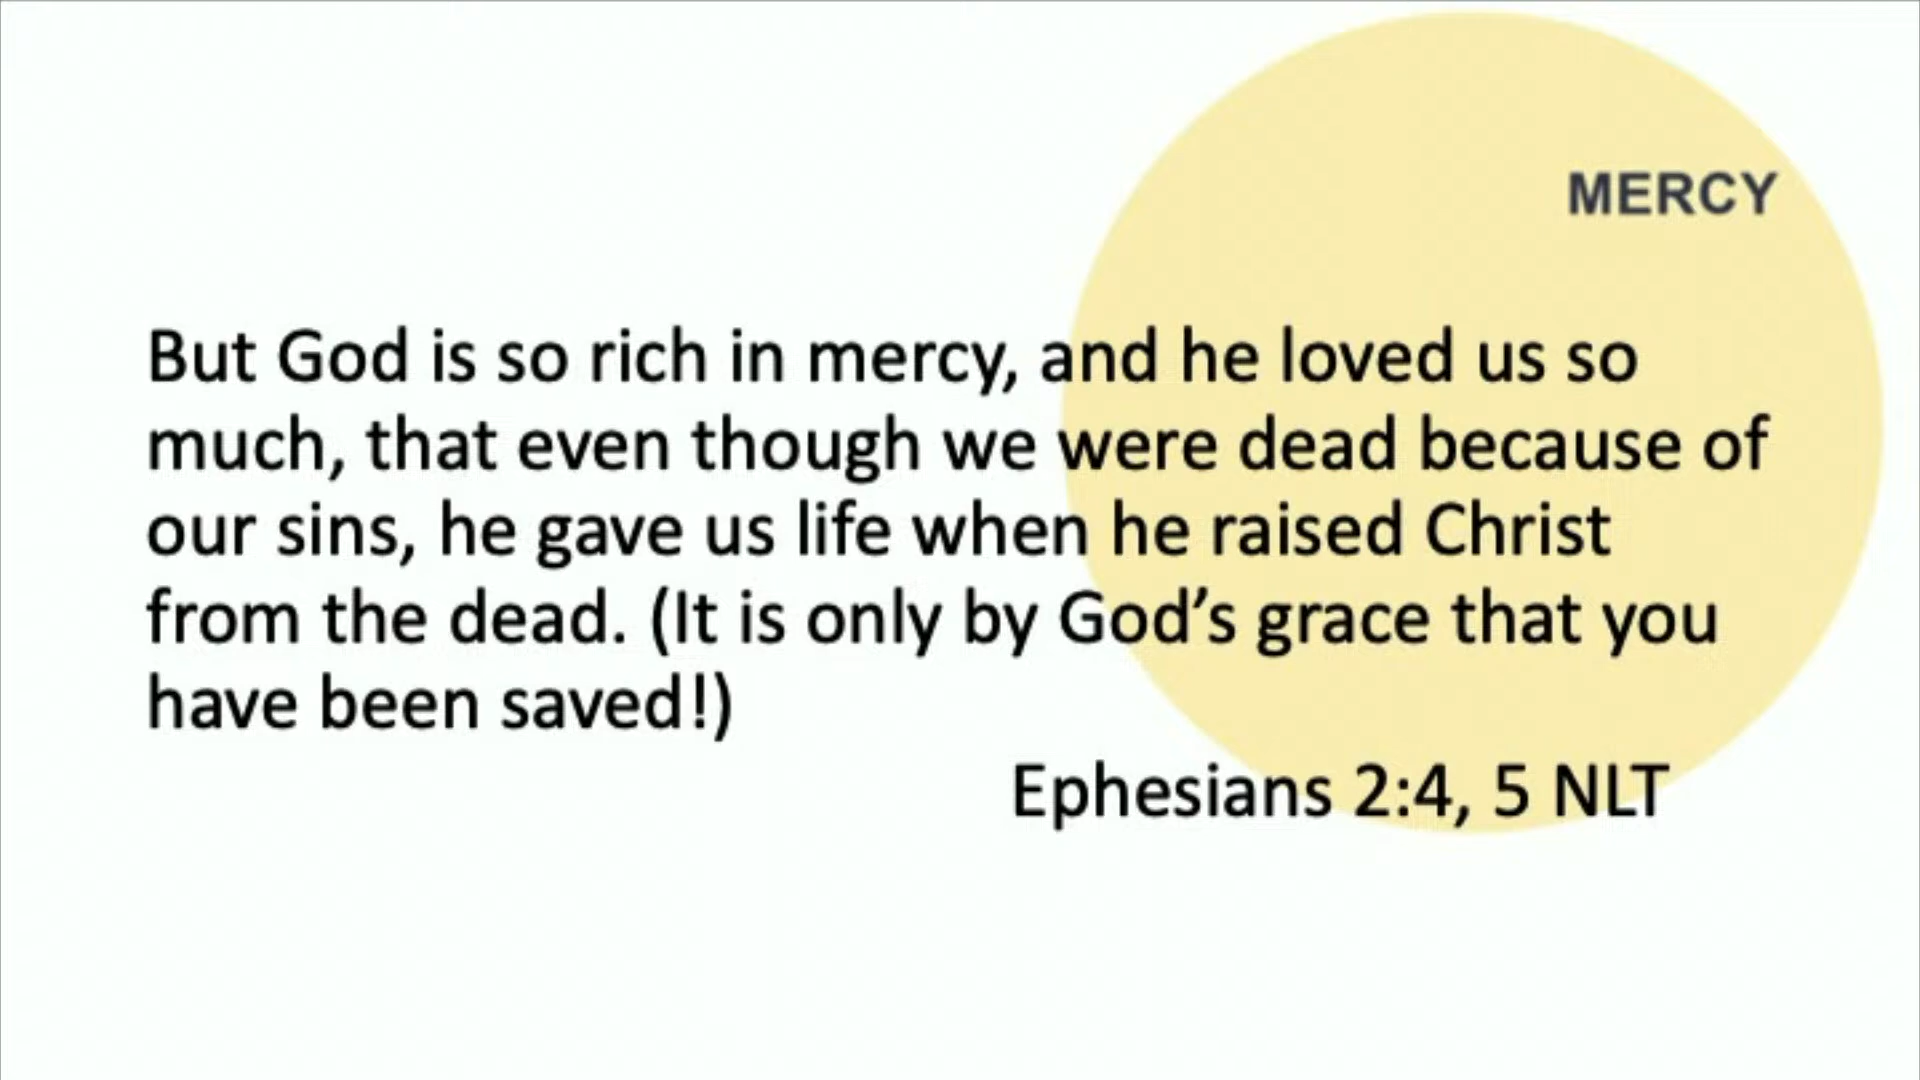 MERCY
But God is so rich in mercy, and he loved us so
much, that even though we were dead because of
our sins, he gave us life when he raised Christ
from the dead. (It is only by God’s grace that you
have been saved!)
Ephesians 2:4, 5 NLT